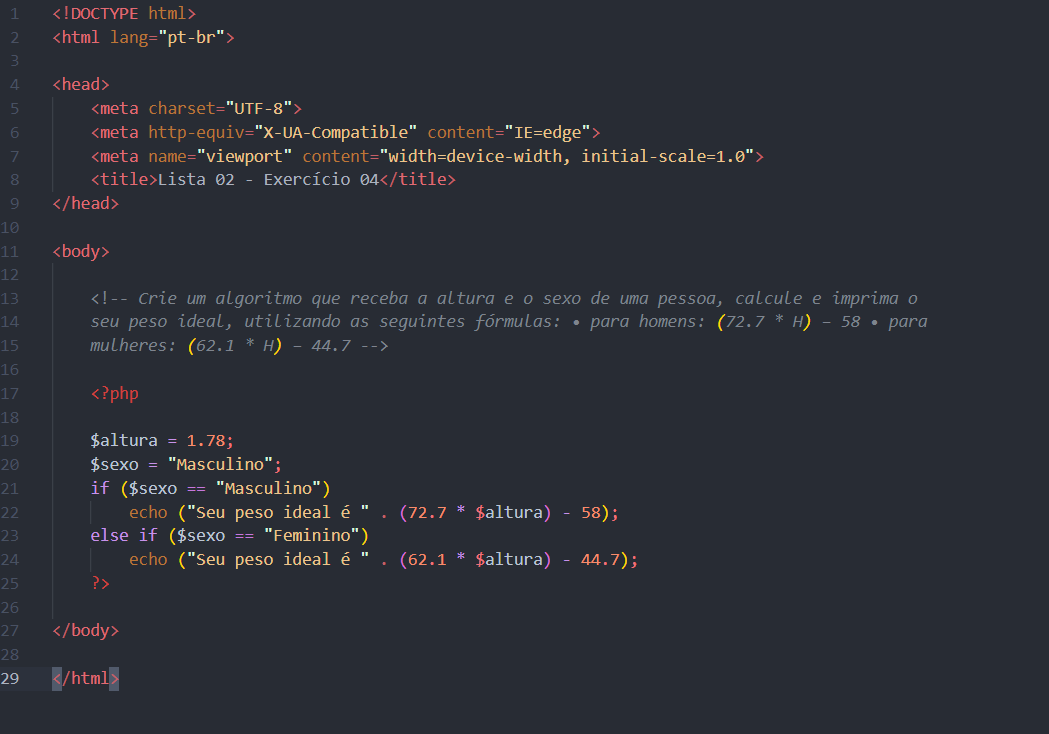 1 <!DOCTYPE html>
2 <html lang="pt-br">
3
4 <head>
5 <meta charset="UTF-8">
6 <meta http-equiv="X-UA-Compatible" content="IE=edge">
7 <meta name="viewport" content="width=device-width, initial-scale=1.0">
8 <title>Lista 02 - Exercício 04</title>
9 </head>
10
11 <body>
12
13 <!-- Crie um algoritmo que receba a altura e o sexo de uma pessoa, calcule e imprima o
14 seu peso ideal, utilizando as seguintes fórmulas: • para homens: (72.7 * H) – 58 • para
15 mulheres: (62.1 * H) – 44.7 -->
16
17 <?php
18
19 $altura = 1.78;
20 $sexo = "Masculino";
21 if ($sexo == "Masculino")
22 echo ("Seu peso ideal é " . (72.7 * $altura) - 58);
23 else if ($sexo == "Feminino")
24 echo ("Seu peso ideal é " . (62.1 * $altura) - 44.7);
25 ?>
26
27 </body>
28
29 </html>